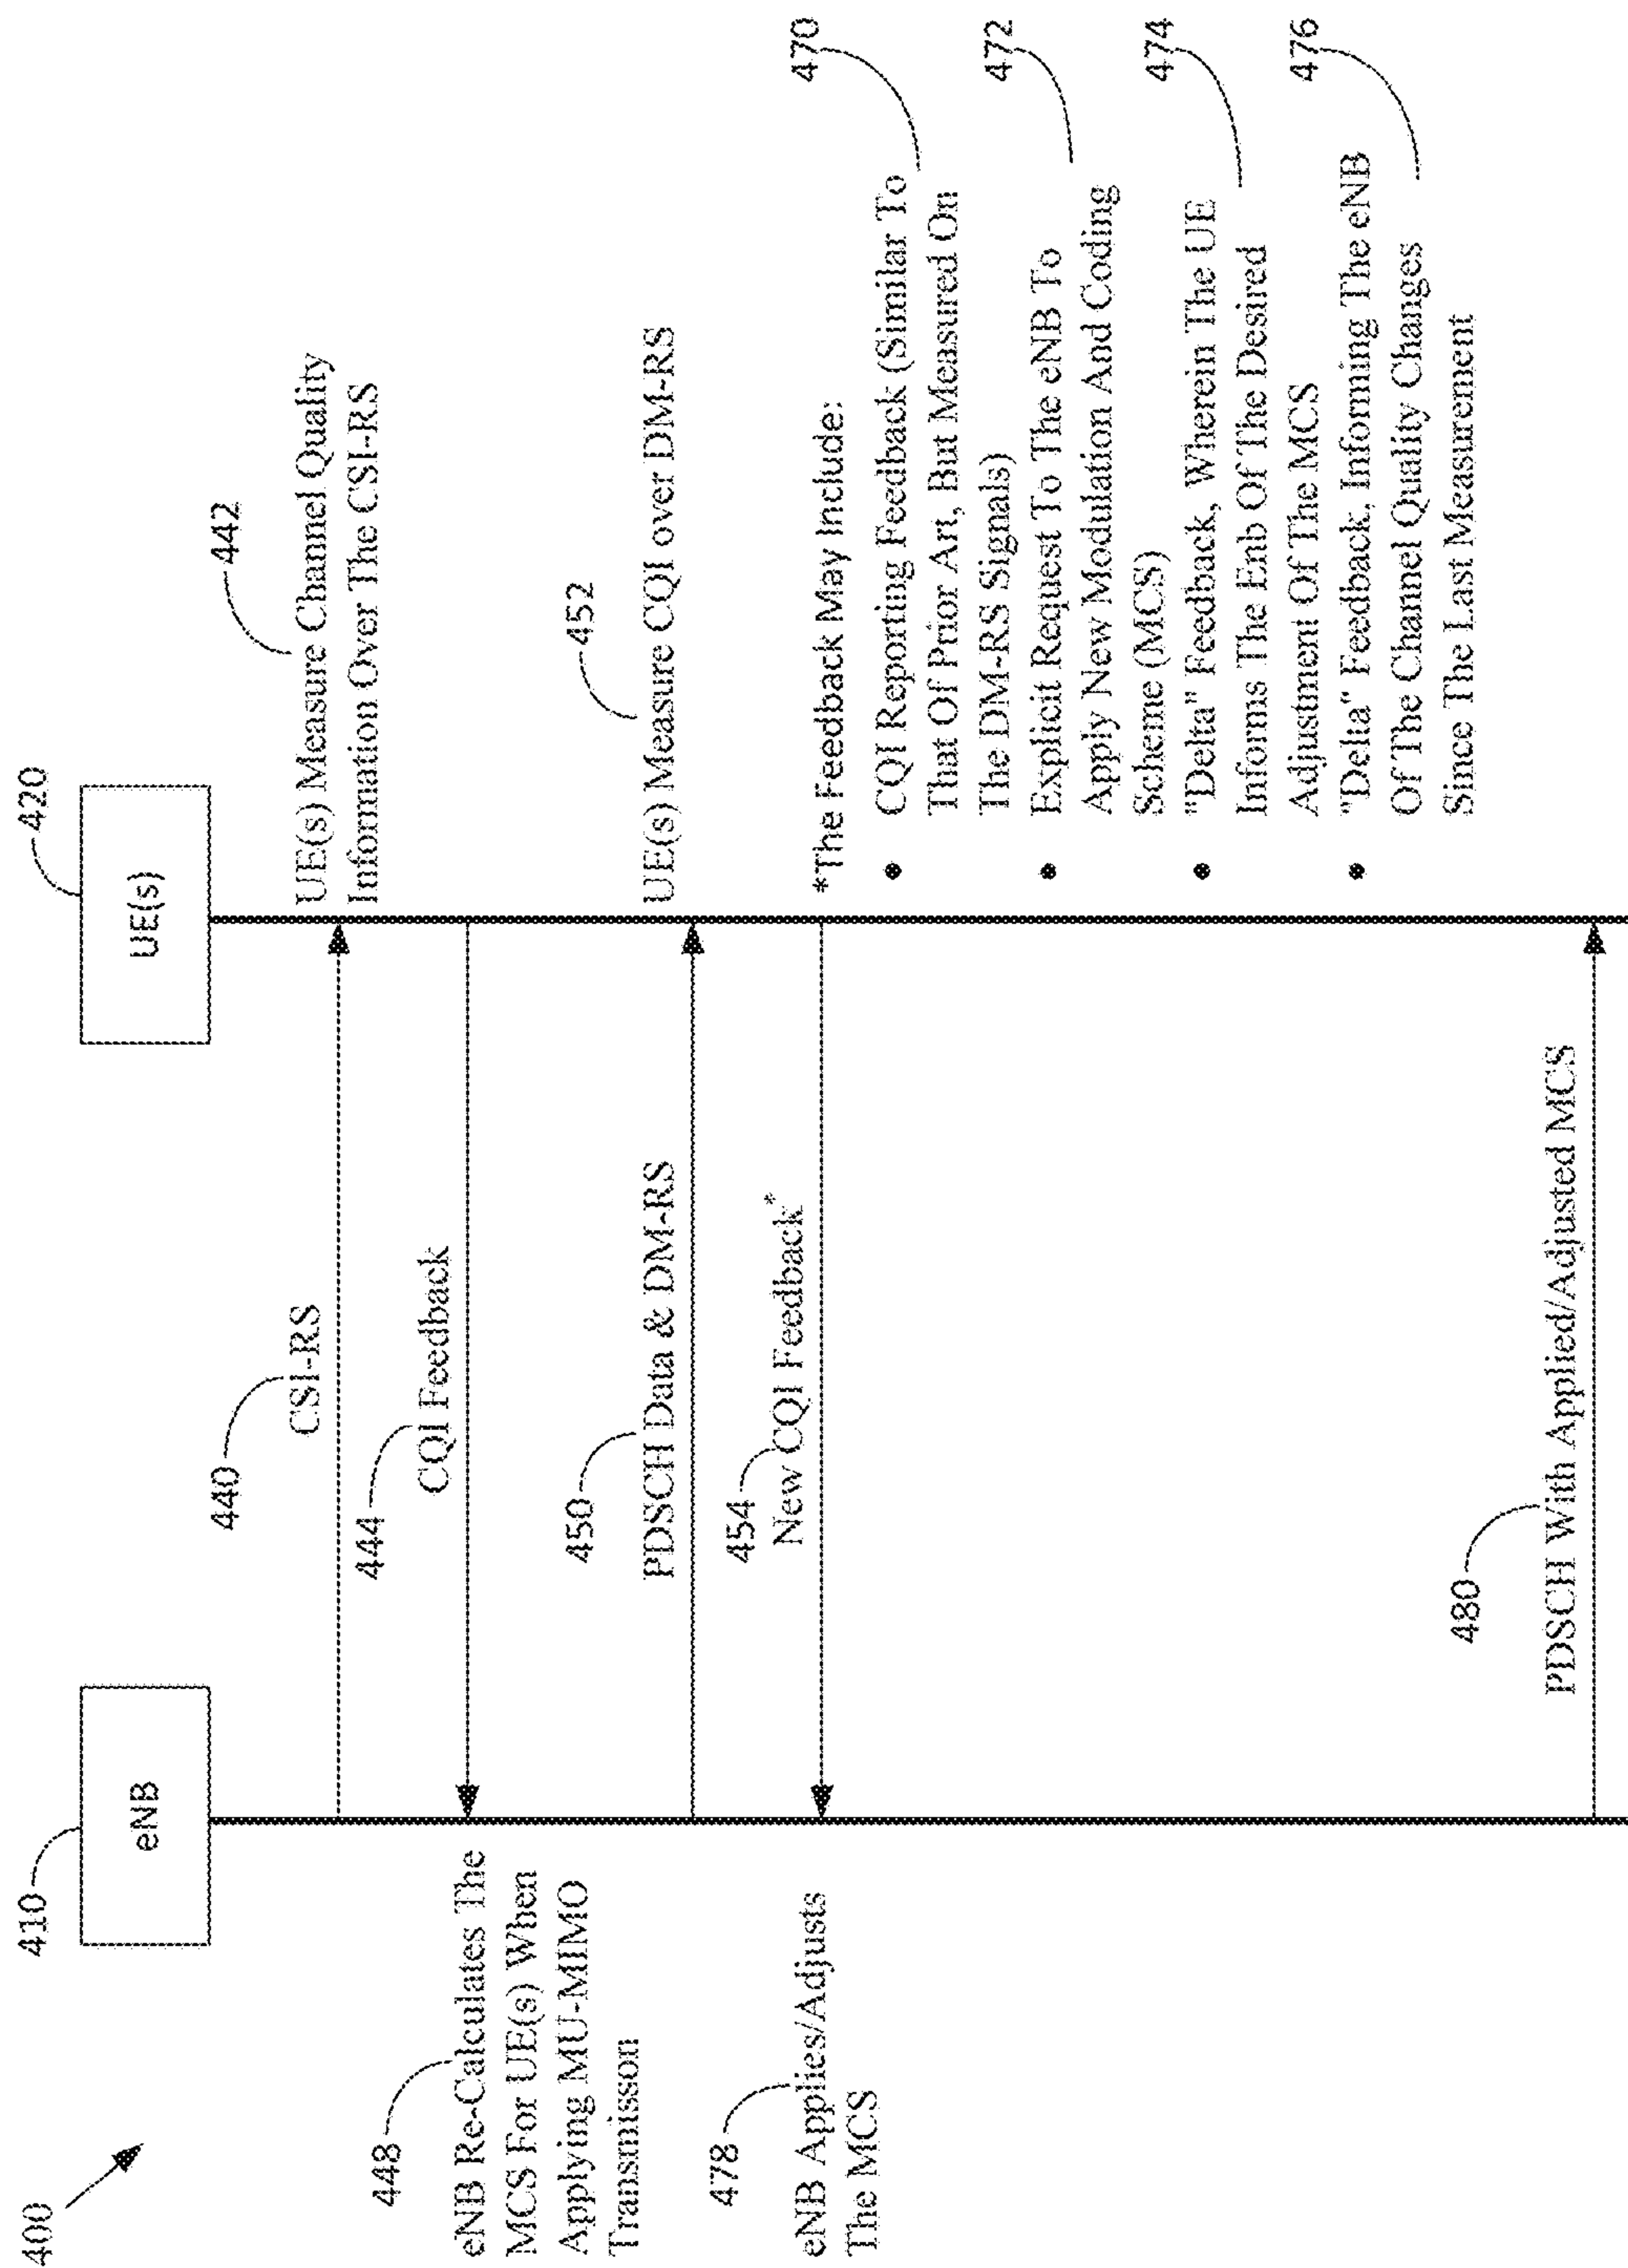 400
410
eNB
420
UE(s)
440
CSI-RS
442
UE(s) Measure Channel Quality
Information Over The CSI-RS
444
CQI Feedback
448
eNB Re-Calculates The
MCS For UE(s) When
Applying MU-MIMO
Transmisson
450
PDSCH Data & DM-RS
452
UE(s) Measure CQI over DM-RS
454
New CQI Feedback*
478
eNB Applies/Adjusts
The MCS
*The Feedback May Include:
470
• CQI Reporting Feedback (Similar To
That Of Prior Art, But Measured On
The DM-RS Signals)
472
• Explicit Request To The eNB To
Apply New Modulation And Coding
Scheme (MCS)
474
• "Delta" Feedback, Wherein The UE
Informs The Enb Of The Desired
Adjustment Of The MCS
476
• "Delta" Feedback, Informing The eNB
Of The Channel Quality Changes
Since The Last Measurement
480
PDSCH With Applied/Adjusted MCS